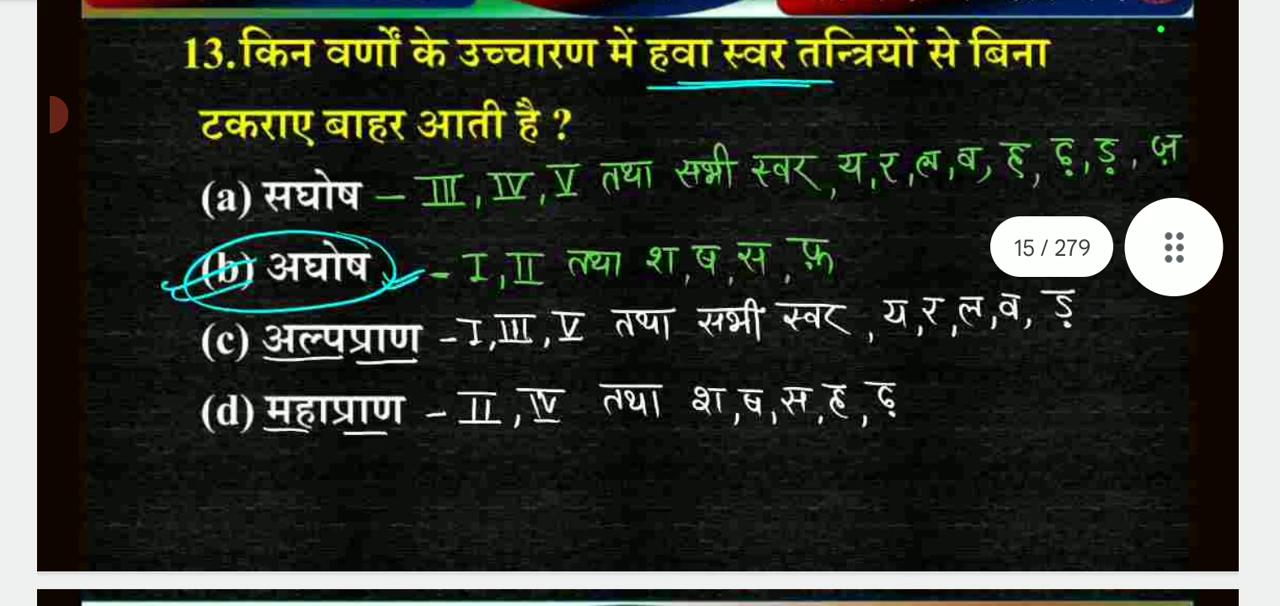 13.किन वर्णों के उच्चारण में हवा स्वर तन्त्रियों से बिना
टकराए बाहर आती है ?
(a) सघोष – III, IV, V तथा सभी स्वर, य,र,ल,व, ह, ढ़, ड़, ज़
(b) अघोष – I, II तथा श,ष,स,फ़
15 / 279
(c) अल्पप्राण – I,III,V तथा सभी स्वर, य,र,ल,व, ड़
(d) महाप्राण – II,IV तथा श,ष,स,ह,ढ़